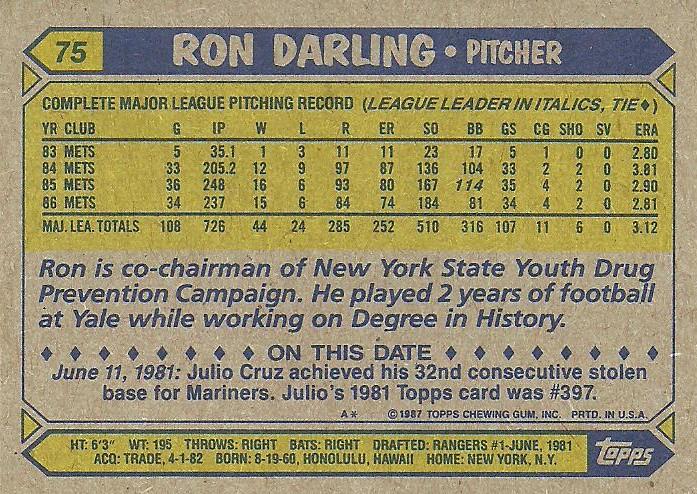 75 RON DARLING • PITCHER
COMPLETE MAJOR LEAGUE PITCHING RECORD (LEAGUE LEADER IN ITALICS, TIE♦)
YR CLUB G IP W L R ER SO BB GS CG SHO SV ERA
83 METS 5 35.1 1 3 11 11 23 17 5 1 0 0 2.80
84 METS 33 205.2 12 9 97 87 136 104 33 2 2 0 3.81
85 METS 36 248 16 6 93 80 167 114 35 4 2 0 2.90
86 METS 34 237 15 6 84 74 184 81 34 4 2 0 2.81
MAJ. LEA. TOTALS 108 726 44 24 285 252 510 316 107 11 6 0 3.12
Ron is co-chairman of New York State Youth Drug
Prevention Campaign. He played 2 years of football
at Yale while working on Degree in History.
♦ ♦ ♦ ♦ ♦ ♦ ♦ ♦ ON THIS DATE ♦ ♦ ♦ ♦ ♦ ♦ ♦ ♦
June 11, 1981: Julio Cruz achieved his 32nd consecutive stolen
base for Mariners. Julio's 1981 Topps card was #397.
A* ©1987 TOPPS CHEWING GUM, INC. PRTD. IN U.S.A.
HT: 6'3" WT: 195 THROWS: RIGHT BATS: RIGHT DRAFTED: RANGERS #1-JUNE, 1981
ACQ: TRADE, 4-1-82 BORN: 8-19-60, HONOLULU, HAWAII HOME: NEW YORK, N.Y.
topps